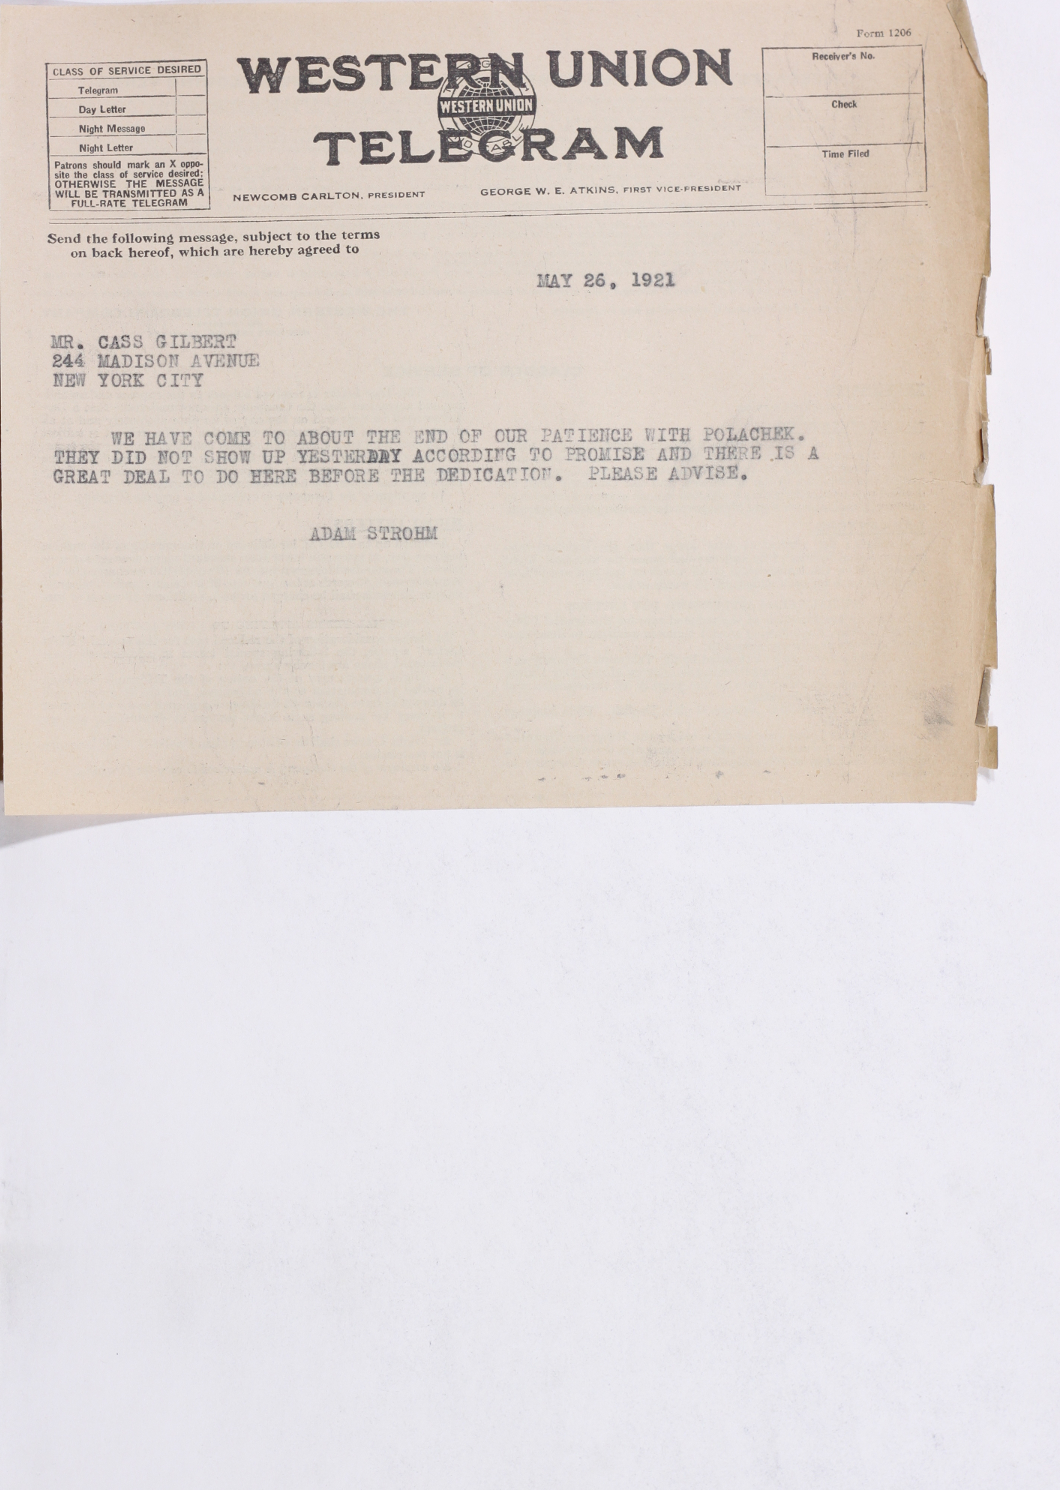 Form 1206
CLASS OF SERVICE DESIRED
Telegram
Day Letter
Night Message
Night Letter
Patrons should mark an X oppo-
site the class of service desired;
OTHERWISE THE MESSAGE
WILL BE TRANSMITTED AS A
FULL-RATE TELEGRAM
WESTERN UNION
WESTERN UNION
TELEGRAM
NEWCOMB CARLTON, PRESIDENT
GEORGE W. E. ATKINS, FIRST VICE-PRESIDENT
Receiver's No.
Check
Time Filed
Send the following message, subject to the terms
on back hereof, which are hereby agreed to
MAY 26, 1921
MR. CASS GILBERT
244 MADISON AVENUE
NEW YORK CITY
WE HAVE COME TO ABOUT THE END OF OUR PATIENCE WITH POLACHEK.
THEY DID NOT SHOW UP YESTERDAY ACCORDING TO PROMISE AND THERE IS A
GREAT DEAL TO DO HERE BEFORE THE DEDICATION. PLEASE ADVISE.
ADAM STROHM